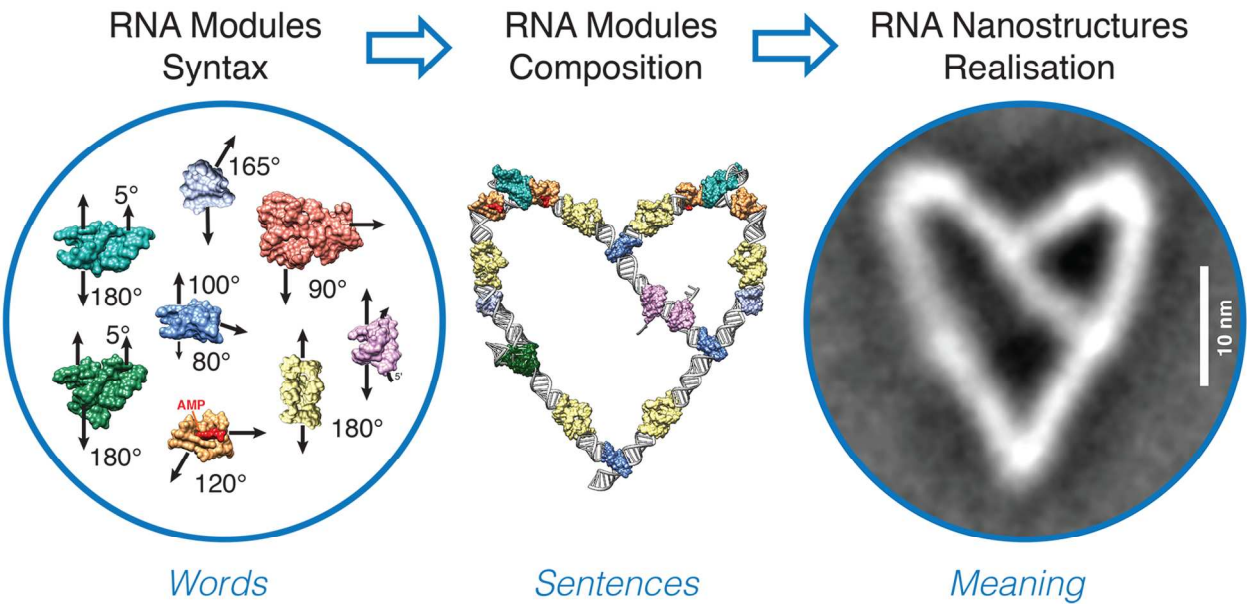 RNA Modules
Syntax
RNA Modules
Composition
RNA Nanostructures
Realisation
165°
5°
180°
90°
100°
80°
5°
180°
AMP
120°
180°
5'
10 nm
Words
Sentences
Meaning